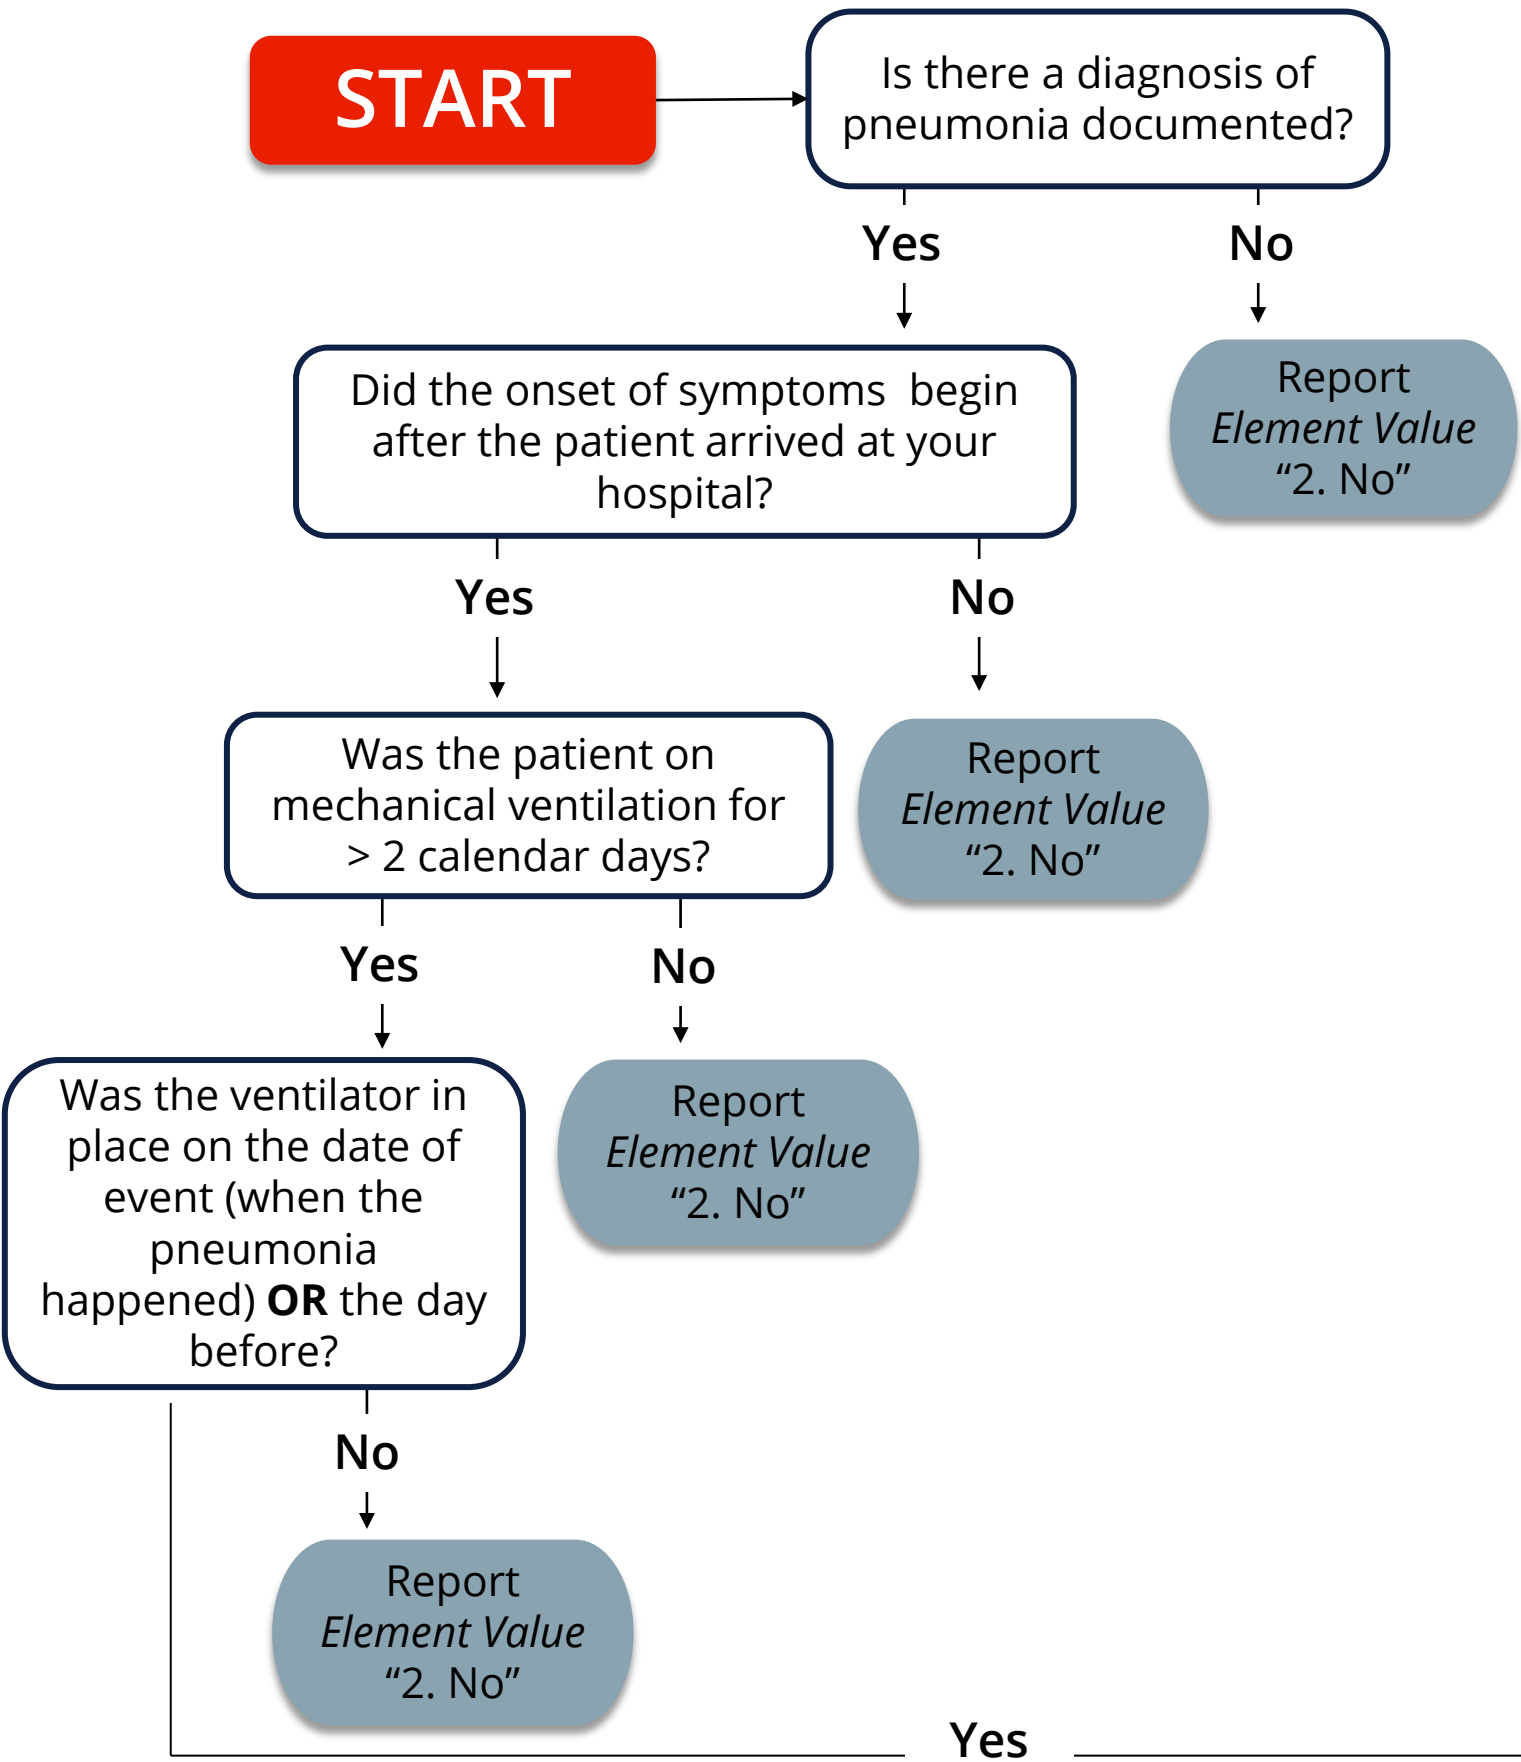 START
Is there a diagnosis of
pneumonia documented?
Yes
No
Did the onset of symptoms  begin
after the patient arrived at your
hospital?
Report
Element Value
“2. No”
Yes
No
Was the patient on
mechanical ventilation for
> 2 calendar days?
Report
Element Value
“2. No”
Yes
No
Was the ventilator in
place on the date of
event (when the
pneumonia
happened) OR the day
before?
Report
Element Value
“2. No”
No
Report
Element Value
“2. No”
Yes